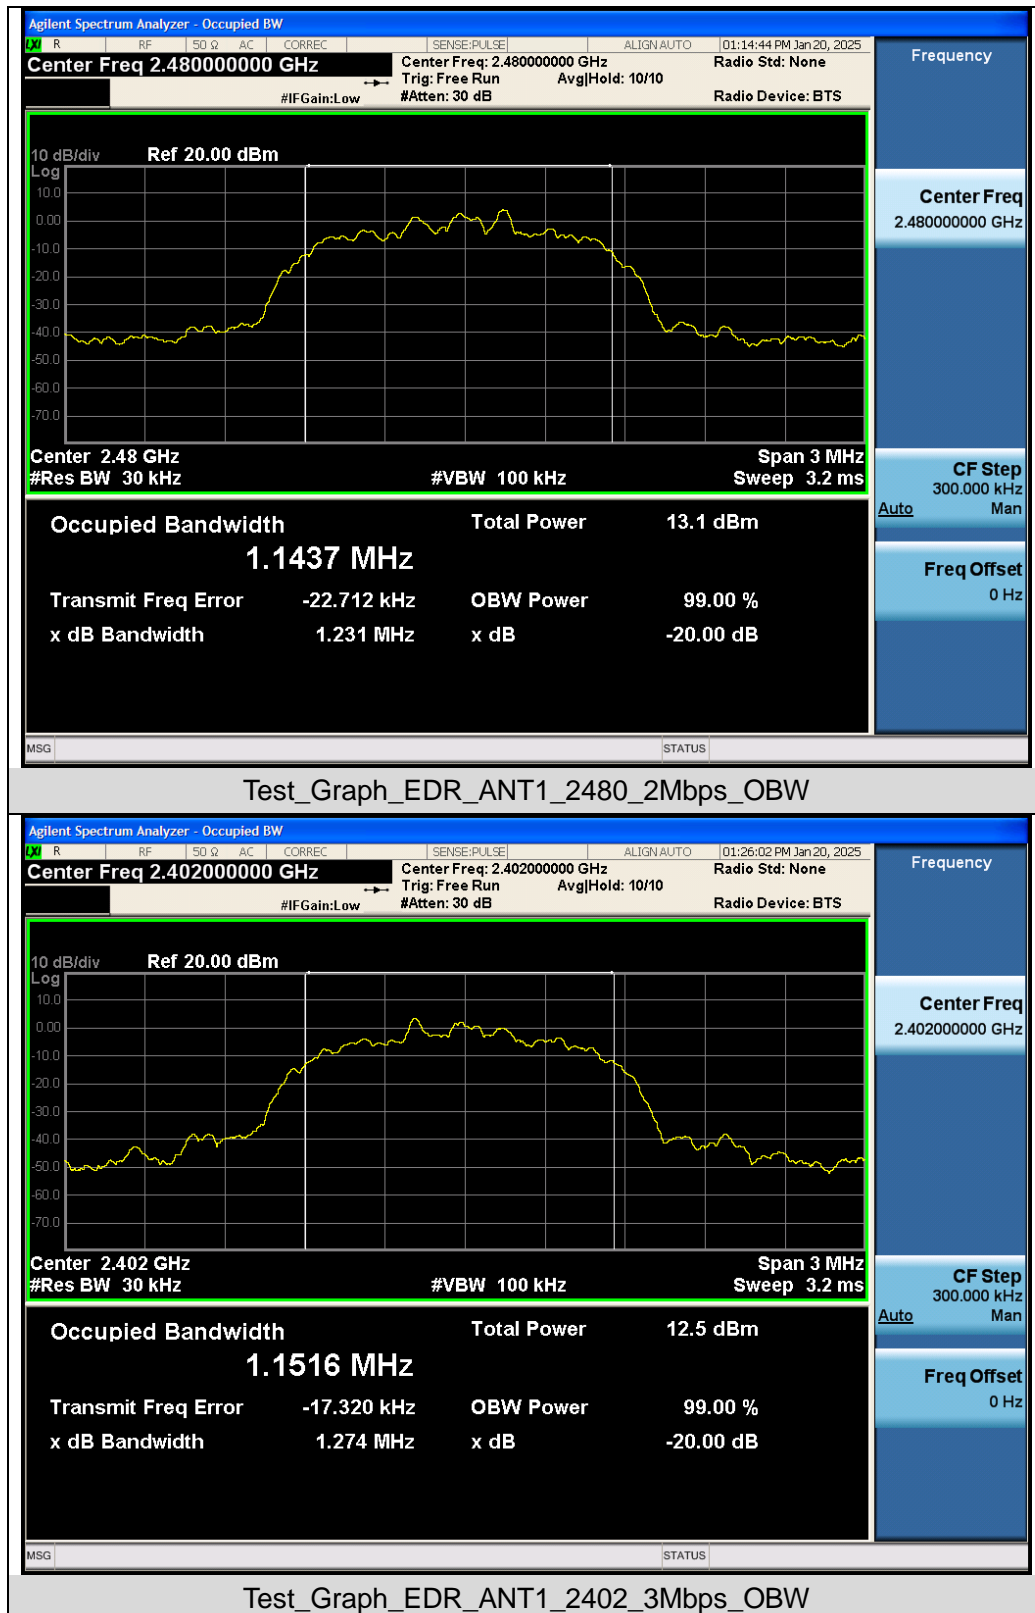 Agilent Spectrum Analyzer - Occupied BW
LXI R RF 50 Ω AC CORREC SENSE:PULSE ALIGN AUTO 01:14:44 PM Jan 20, 2025
Center Freq 2.480000000 GHz
Center Freq: 2.480000000 GHz
Radio Std: None
Trig: Free Run Avg|Hold: 10/10
#IFGain:Low #Atten: 30 dB Radio Device: BTS
Frequency
10 dB/div Ref 20.00 dBm
Log
10.0
0.00
-10.0
-20.0
-30.0
-40.0
-50.0
-60.0
-70.0
Center Freq
2.480000000 GHz
Center 2.48 GHz Span 3 MHz
#Res BW 30 kHz #VBW 100 kHz Sweep 3.2 ms
CF Step
300.000 kHz
Auto Man
Occupied Bandwidth Total Power 13.1 dBm
1.1437 MHz
Freq Offset
0 Hz
Transmit Freq Error -22.712 kHz OBW Power 99.00 %
x dB Bandwidth 1.231 MHz x dB -20.00 dB
MSG STATUS
Test_Graph_EDR_ANT1_2480_2Mbps_OBW
Agilent Spectrum Analyzer - Occupied BW
LXI R RF 50 Ω AC CORREC SENSE:PULSE ALIGN AUTO 01:26:02 PM Jan 20, 2025
Center Freq 2.402000000 GHz
Center Freq: 2.402000000 GHz
Radio Std: None
Trig: Free Run Avg|Hold: 10/10
#IFGain:Low #Atten: 30 dB Radio Device: BTS
Frequency
10 dB/div Ref 20.00 dBm
Log
10.0
0.00
-10.0
-20.0
-30.0
-40.0
-50.0
-60.0
-70.0
Center Freq
2.402000000 GHz
Center 2.402 GHz Span 3 MHz
#Res BW 30 kHz #VBW 100 kHz Sweep 3.2 ms
CF Step
300.000 kHz
Auto Man
Occupied Bandwidth Total Power 12.5 dBm
1.1516 MHz
Freq Offset
0 Hz
Transmit Freq Error -17.320 kHz OBW Power 99.00 %
x dB Bandwidth 1.274 MHz x dB -20.00 dB
MSG STATUS
Test_Graph_EDR_ANT1_2402_3Mbps_OBW